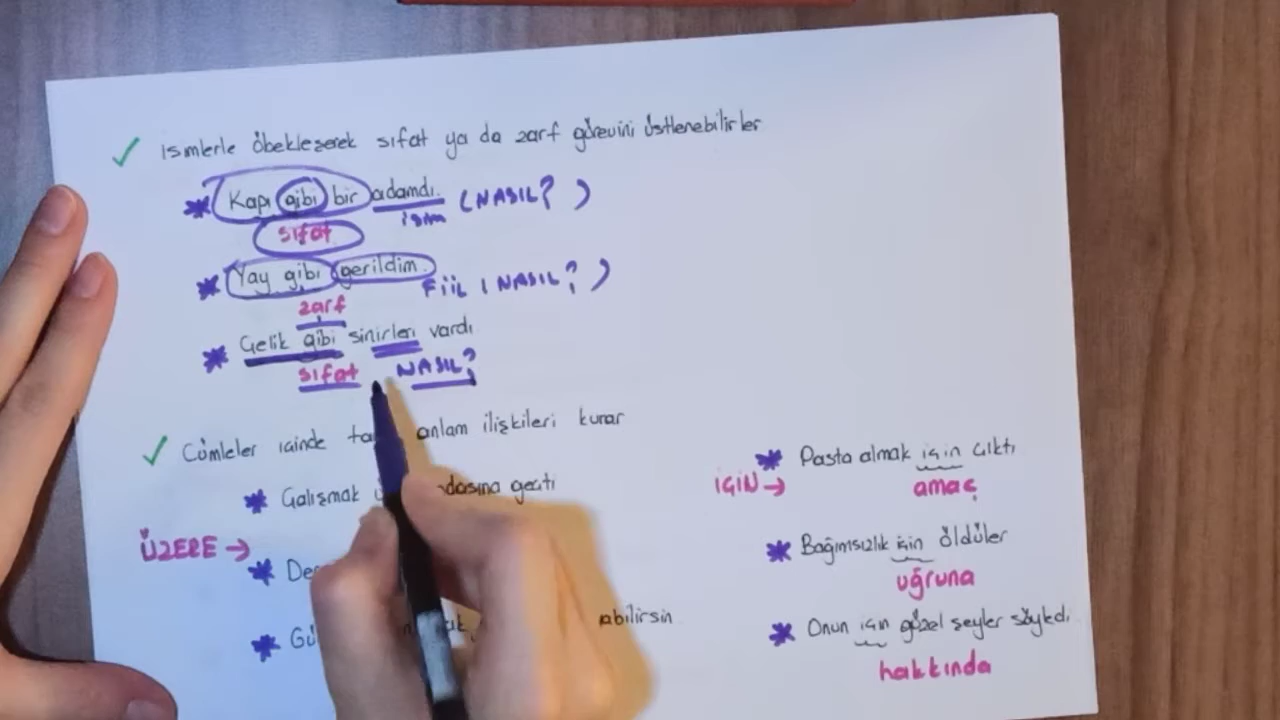 ismlerle öbekleşerek sıfat ya da zarf görevini üstlenebilirler
Kapı gibi bir adamdı. (NASIL? )
isim
sıfat
Yay gibi gerildim. FİİL (NASIL? )
zarf
Çelik gibi sinirleri vardı
sıfat NASIL?
Cümleler içinde anlam ilişkileri kurar
Çalışmak odasına geçti
ÜZERE →
abilirsin
Pasta almak için çıktı
İÇİN → amaç
Bağımsızlık için öldüler
uğruna
Onun için güzel şeyler söyledi.
hakkında